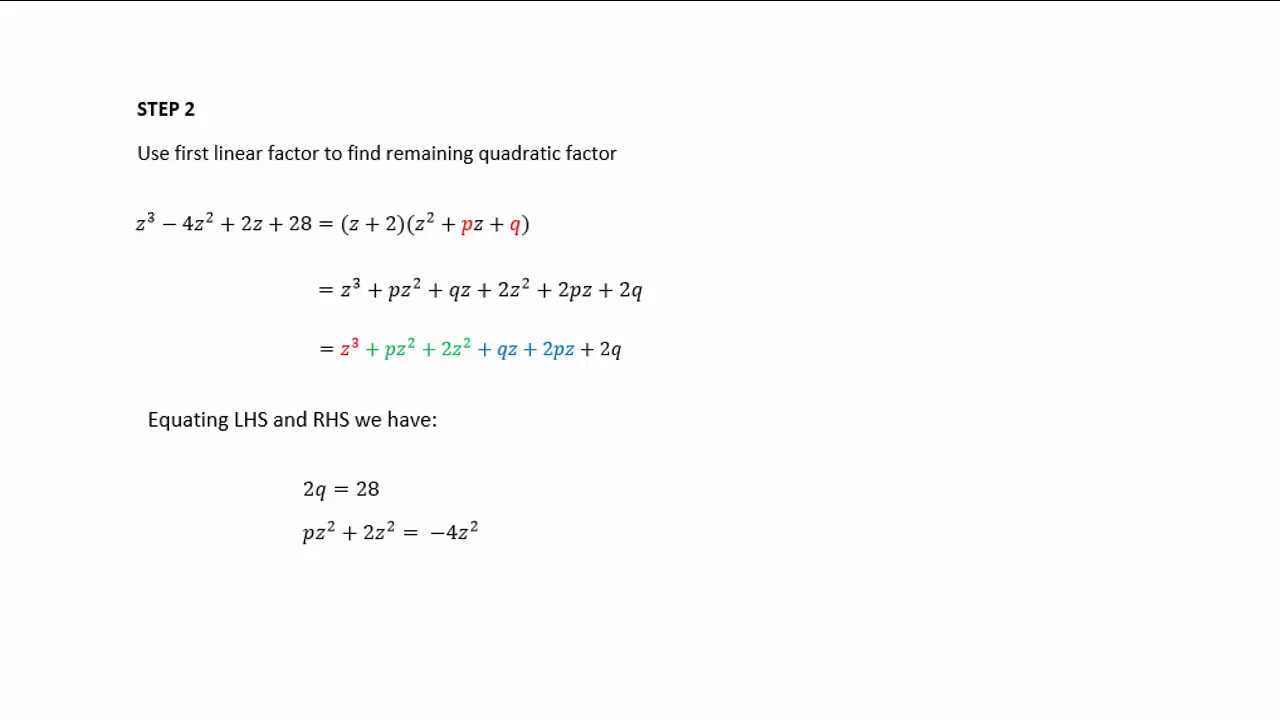 STEP 2
Use first linear factor to find remaining quadratic factor
z³ − 4z² + 2z + 28 = (z + 2)(z² + pz + q)
= z³ + pz² + qz + 2z² + 2pz + 2q
= z³ + pz² + 2z² + qz + 2pz + 2q
Equating LHS and RHS we have:
2q = 28
pz² + 2z² = −4z²